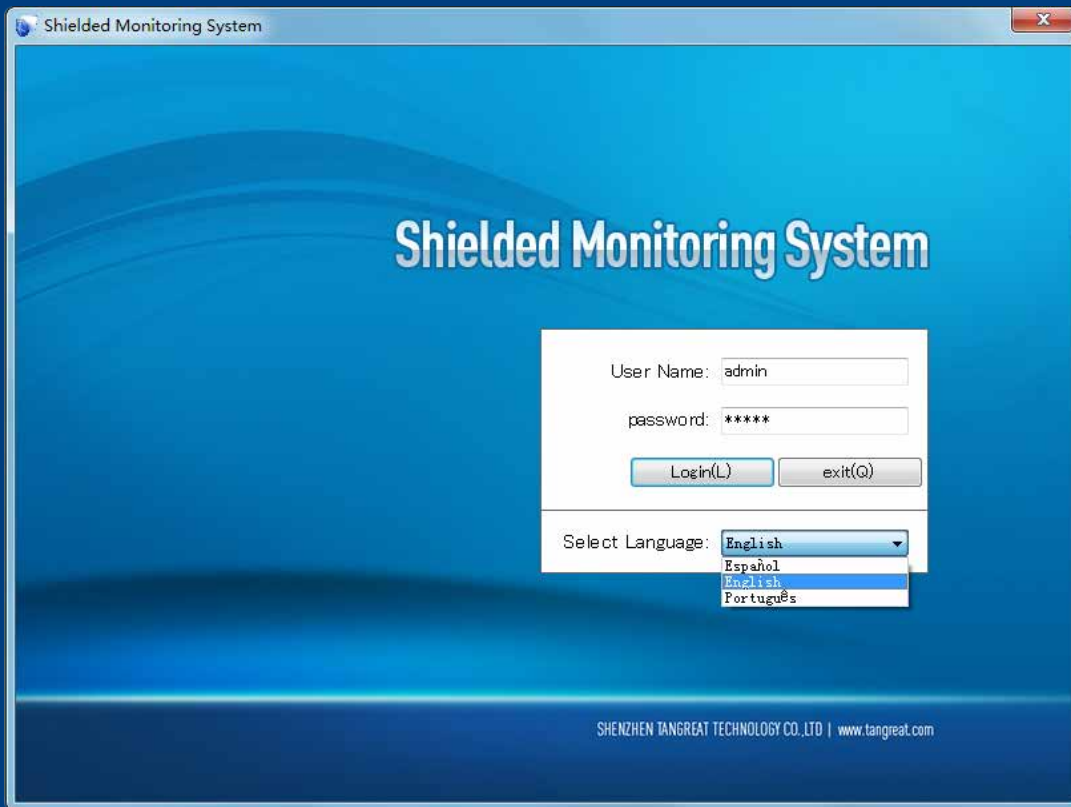 Shielded Monitoring System
Shielded Monitoring System
User Name: admin
password: *****
Login(L) exit(Q)
Select Language: English
Español
English
Português
SHENZHEN TANGREAT TECHNOLOGY CO.,LTD | www.tangreat.com